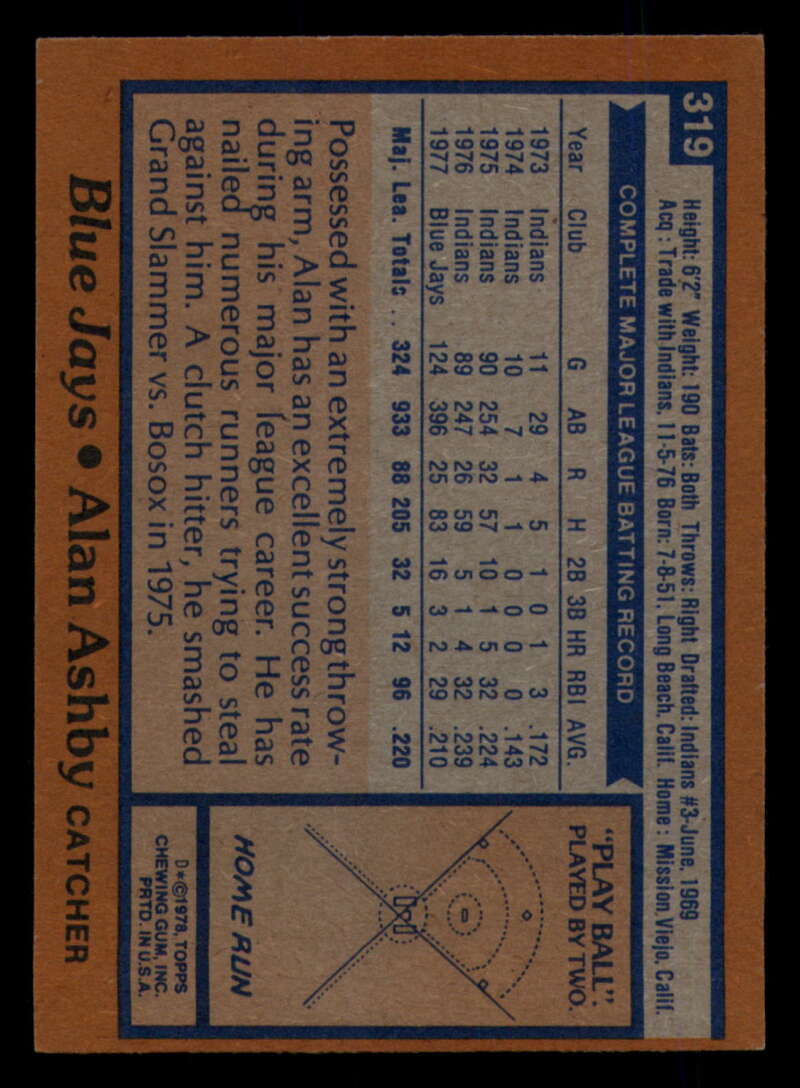 319
Height: 6'2" Weight: 190 Bats: Both Throws: Right Drafted: Indians #3-June, 1969
Acq: Trade with Indians, 11-5-76 Born: 7-8-51, Long Beach, Calif. Home: Mission Viejo, Calif.
COMPLETE MAJOR LEAGUE BATTING RECORD
Year Club G AB R H 2B 3B HR RBI AVG.
1973 Indians 11 29 4 5 1 0 1 3 .172
1974 Indians 10 7 1 1 0 0 0 0 .143
1975 Indians 90 254 32 57 10 1 5 32 .224
1976 Indians 89 247 26 59 5 1 4 32 .239
1977 Blue Jays 124 396 25 83 16 3 2 29 .210
Maj. Lea. Totals .. 324 933 88 205 32 5 12 96 .220
Possessed with an extremely strong throw-
ing arm, Alan has an excellent success rate
during his major league career. He has
nailed numerous runners trying to steal
against him. A clutch hitter, he smashed
Grand Slammer vs. Bosox in 1975.
"PLAY BALL".
PLAYED BY TWO.
HOME RUN
D*©1978, TOPPS
CHEWING GUM, INC.
PRTD. IN U.S.A.
Blue Jays • Alan Ashby CATCHER